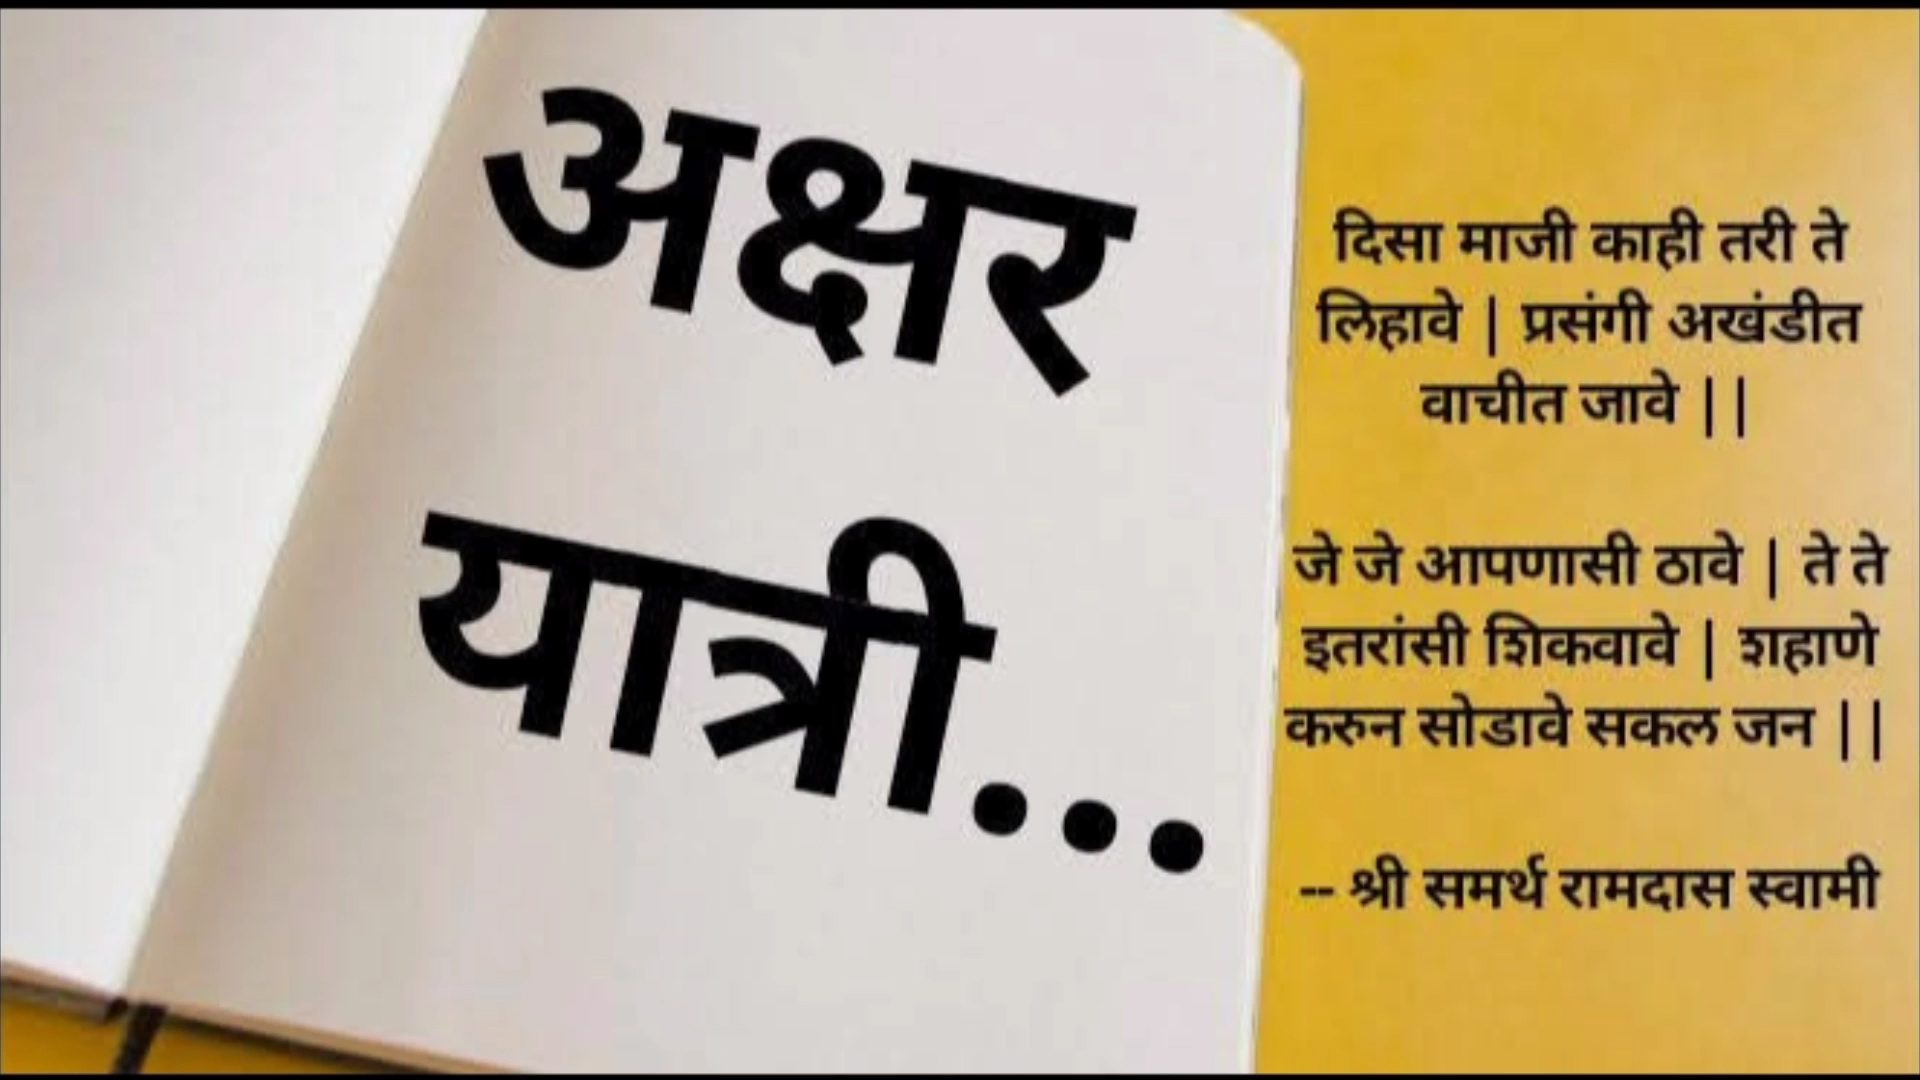 अक्षर
यात्री...
दिसा माजी काही तरी ते
लिहावे | प्रसंगी अखंडीत
वाचीत जावे ||
जे जे आपणासी ठावे | ते ते
इतरांसी शिकवावे | शहाणे
करुन सोडावे सकल जन ||
-- श्री समर्थ रामदास स्वामी